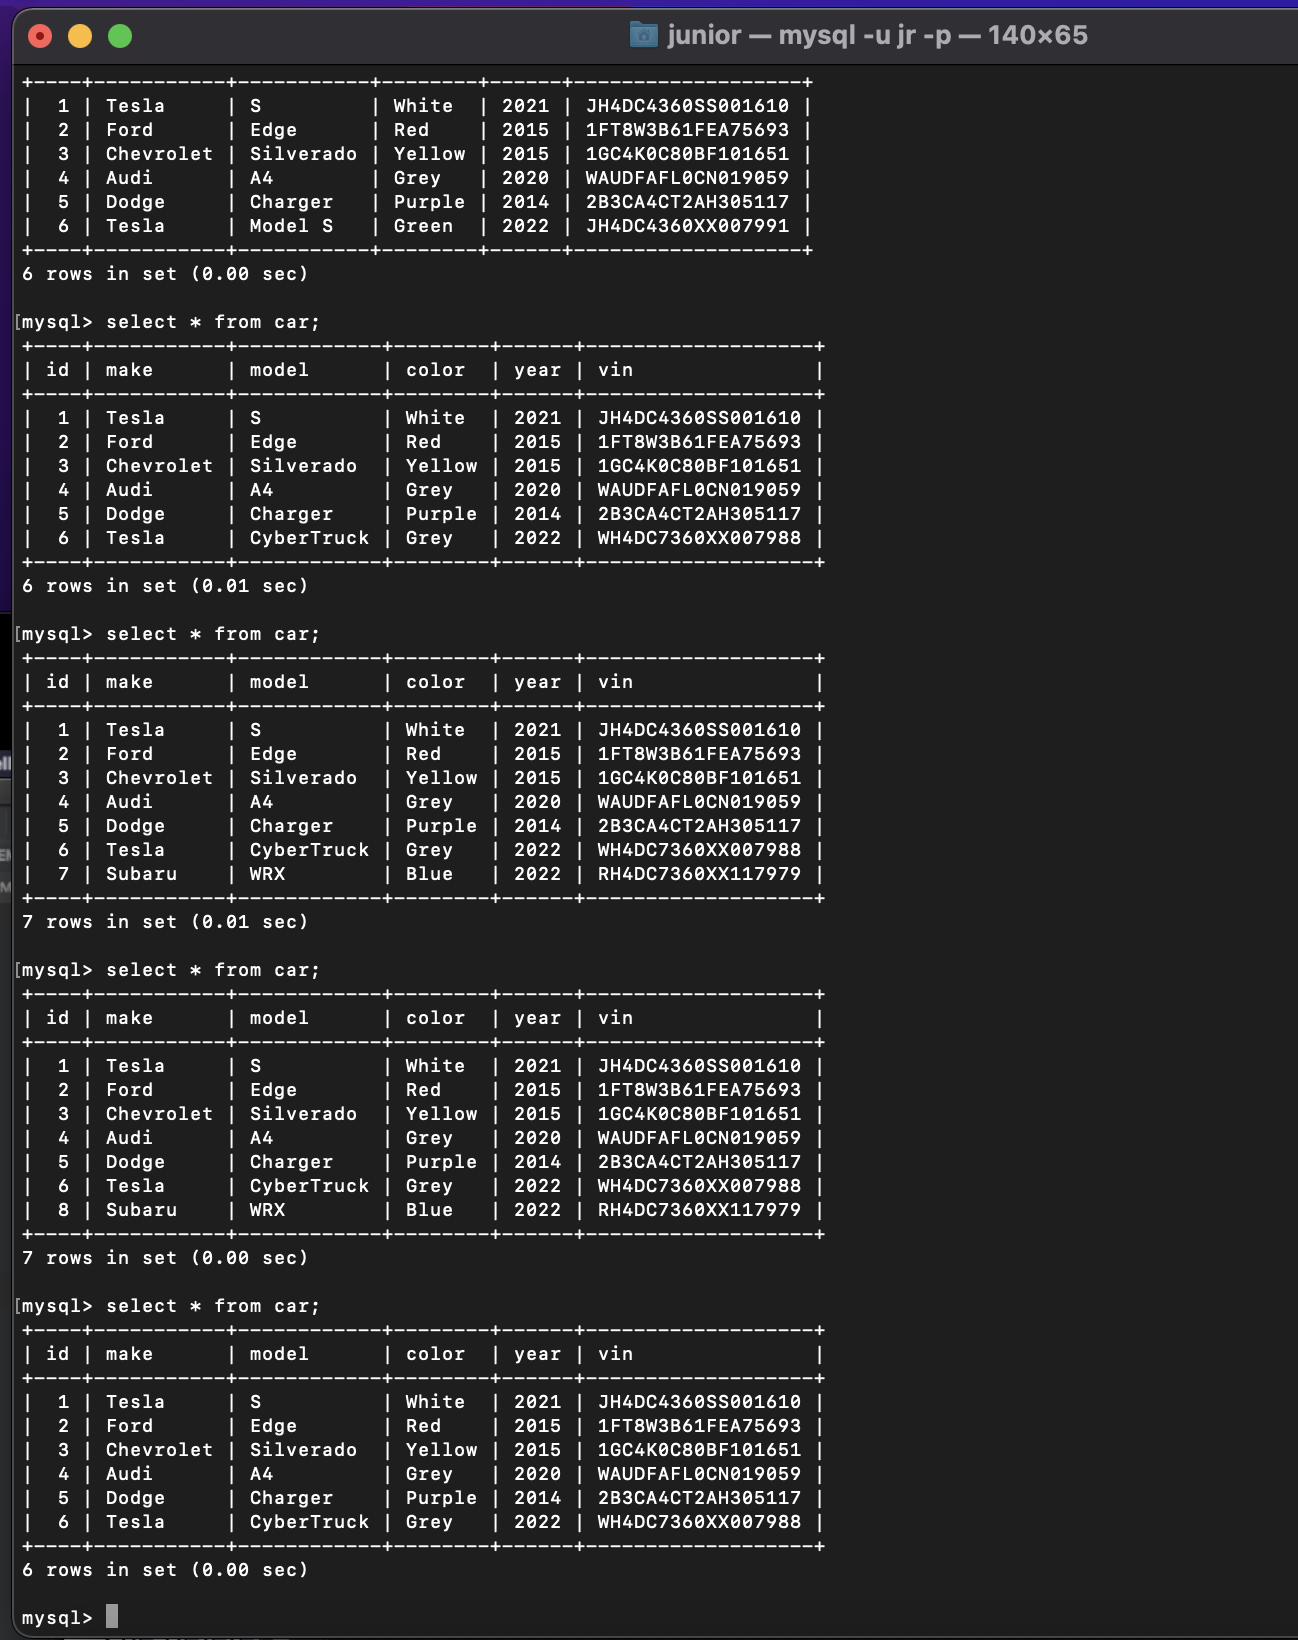 junior — mysql -u jr -p — 140×65
+----+-----------+-----------+--------+------+-------------------+
|  1 | Tesla     | S         | White  | 2021 | JH4DC4360SS001610 |
|  2 | Ford      | Edge      | Red    | 2015 | 1FT8W3B61FEA75693 |
|  3 | Chevrolet | Silverado | Yellow | 2015 | 1GC4K0C80BF101651 |
|  4 | Audi      | A4        | Grey   | 2020 | WAUDFAFL0CN019059 |
|  5 | Dodge     | Charger   | Purple | 2014 | 2B3CA4CT2AH305117 |
|  6 | Tesla     | Model S   | Green  | 2022 | JH4DC4360XX007991 |
+----+-----------+-----------+--------+------+-------------------+
6 rows in set (0.00 sec)
[mysql> select * from car;
+----+-----------+------------+--------+------+-------------------+
| id | make      | model      | color  | year | vin               |
+----+-----------+------------+--------+------+-------------------+
|  1 | Tesla     | S          | White  | 2021 | JH4DC4360SS001610 |
|  2 | Ford      | Edge       | Red    | 2015 | 1FT8W3B61FEA75693 |
|  3 | Chevrolet | Silverado  | Yellow | 2015 | 1GC4K0C80BF101651 |
|  4 | Audi      | A4         | Grey   | 2020 | WAUDFAFL0CN019059 |
|  5 | Dodge     | Charger    | Purple | 2014 | 2B3CA4CT2AH305117 |
|  6 | Tesla     | CyberTruck | Grey   | 2022 | WH4DC7360XX007988 |
+----+-----------+------------+--------+------+-------------------+
6 rows in set (0.01 sec)
[mysql> select * from car;
+----+-----------+------------+--------+------+-------------------+
| id | make      | model      | color  | year | vin               |
+----+-----------+------------+--------+------+-------------------+
|  1 | Tesla     | S          | White  | 2021 | JH4DC4360SS001610 |
|  2 | Ford      | Edge       | Red    | 2015 | 1FT8W3B61FEA75693 |
|  3 | Chevrolet | Silverado  | Yellow | 2015 | 1GC4K0C80BF101651 |
|  4 | Audi      | A4         | Grey   | 2020 | WAUDFAFL0CN019059 |
|  5 | Dodge     | Charger    | Purple | 2014 | 2B3CA4CT2AH305117 |
|  6 | Tesla     | CyberTruck | Grey   | 2022 | WH4DC7360XX007988 |
|  7 | Subaru    | WRX        | Blue   | 2022 | RH4DC7360XX117979 |
+----+-----------+------------+--------+------+-------------------+
7 rows in set (0.01 sec)
[mysql> select * from car;
+----+-----------+------------+--------+------+-------------------+
| id | make      | model      | color  | year | vin               |
+----+-----------+------------+--------+------+-------------------+
|  1 | Tesla     | S          | White  | 2021 | JH4DC4360SS001610 |
|  2 | Ford      | Edge       | Red    | 2015 | 1FT8W3B61FEA75693 |
|  3 | Chevrolet | Silverado  | Yellow | 2015 | 1GC4K0C80BF101651 |
|  4 | Audi      | A4         | Grey   | 2020 | WAUDFAFL0CN019059 |
|  5 | Dodge     | Charger    | Purple | 2014 | 2B3CA4CT2AH305117 |
|  6 | Tesla     | CyberTruck | Grey   | 2022 | WH4DC7360XX007988 |
|  8 | Subaru    | WRX        | Blue   | 2022 | RH4DC7360XX117979 |
+----+-----------+------------+--------+------+-------------------+
7 rows in set (0.00 sec)
[mysql> select * from car;
+----+-----------+------------+--------+------+-------------------+
| id | make      | model      | color  | year | vin               |
+----+-----------+------------+--------+------+-------------------+
|  1 | Tesla     | S          | White  | 2021 | JH4DC4360SS001610 |
|  2 | Ford      | Edge       | Red    | 2015 | 1FT8W3B61FEA75693 |
|  3 | Chevrolet | Silverado  | Yellow | 2015 | 1GC4K0C80BF101651 |
|  4 | Audi      | A4         | Grey   | 2020 | WAUDFAFL0CN019059 |
|  5 | Dodge     | Charger    | Purple | 2014 | 2B3CA4CT2AH305117 |
|  6 | Tesla     | CyberTruck | Grey   | 2022 | WH4DC7360XX007988 |
+----+-----------+------------+--------+------+-------------------+
6 rows in set (0.00 sec)
mysql>